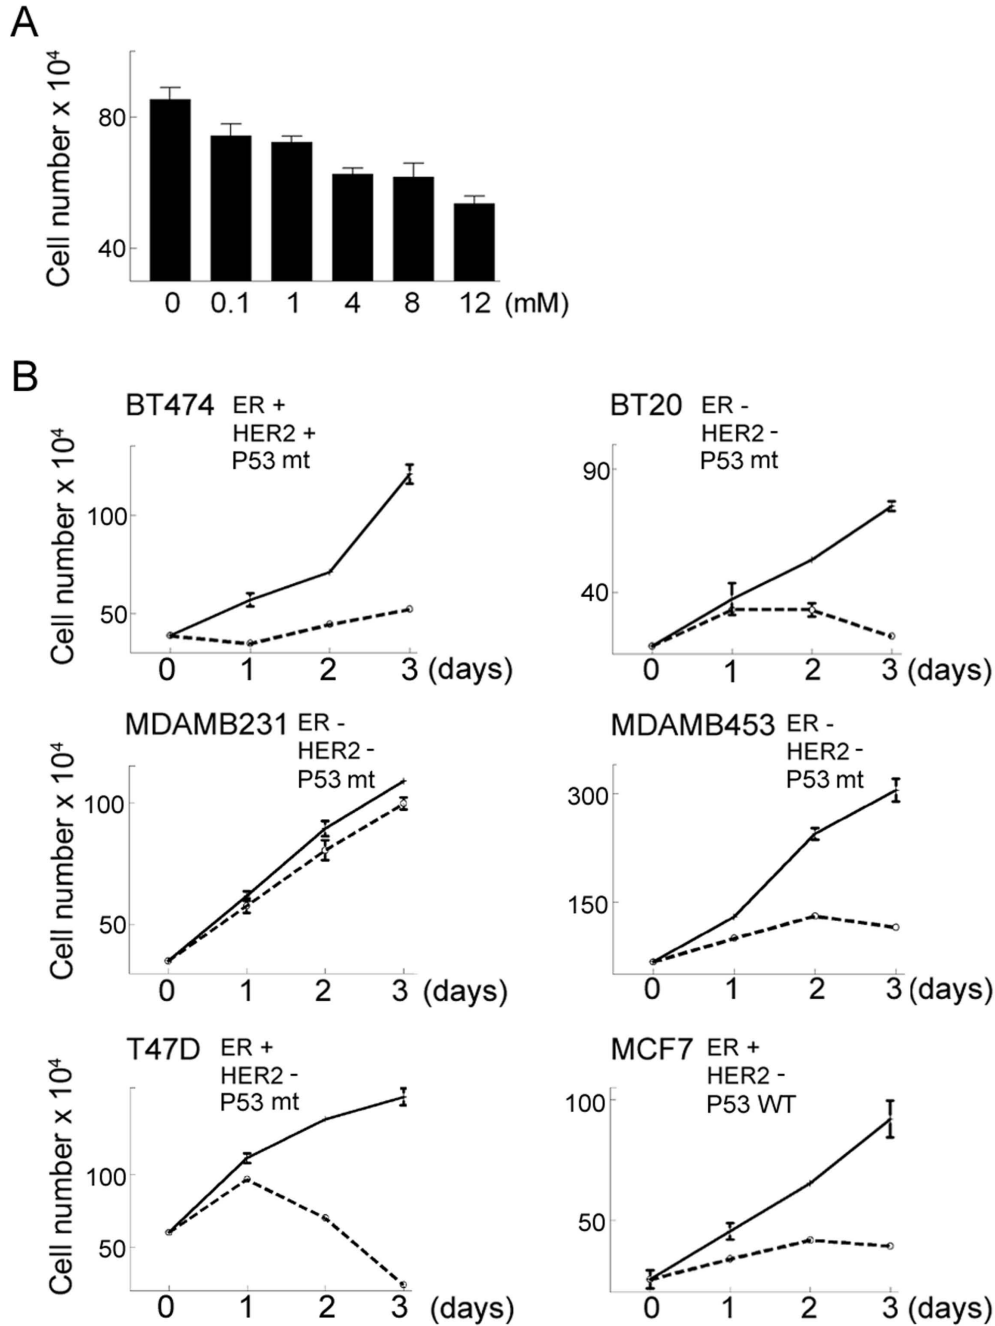 A
Cell number x 10⁴
80
40
0 0.1 1 4 8 12 (mM)
B
BT474 ER +
HER2 +
P53 mt
Cell number x 10⁴
100
50
0 1 2 3 (days)
BT20 ER -
HER2 -
P53 mt
90
40
0 1 2 3 (days)
MDAMB231 ER -
HER2 -
P53 mt
Cell number x 10⁴
100
50
0 1 2 3 (days)
MDAMB453 ER -
HER2 -
P53 mt
300
150
0 1 2 3 (days)
T47D ER +
HER2 -
P53 mt
Cell number x 10⁴
100
50
0 1 2 3 (days)
MCF7 ER +
HER2 -
P53 WT
100
50
0 1 2 3 (days)